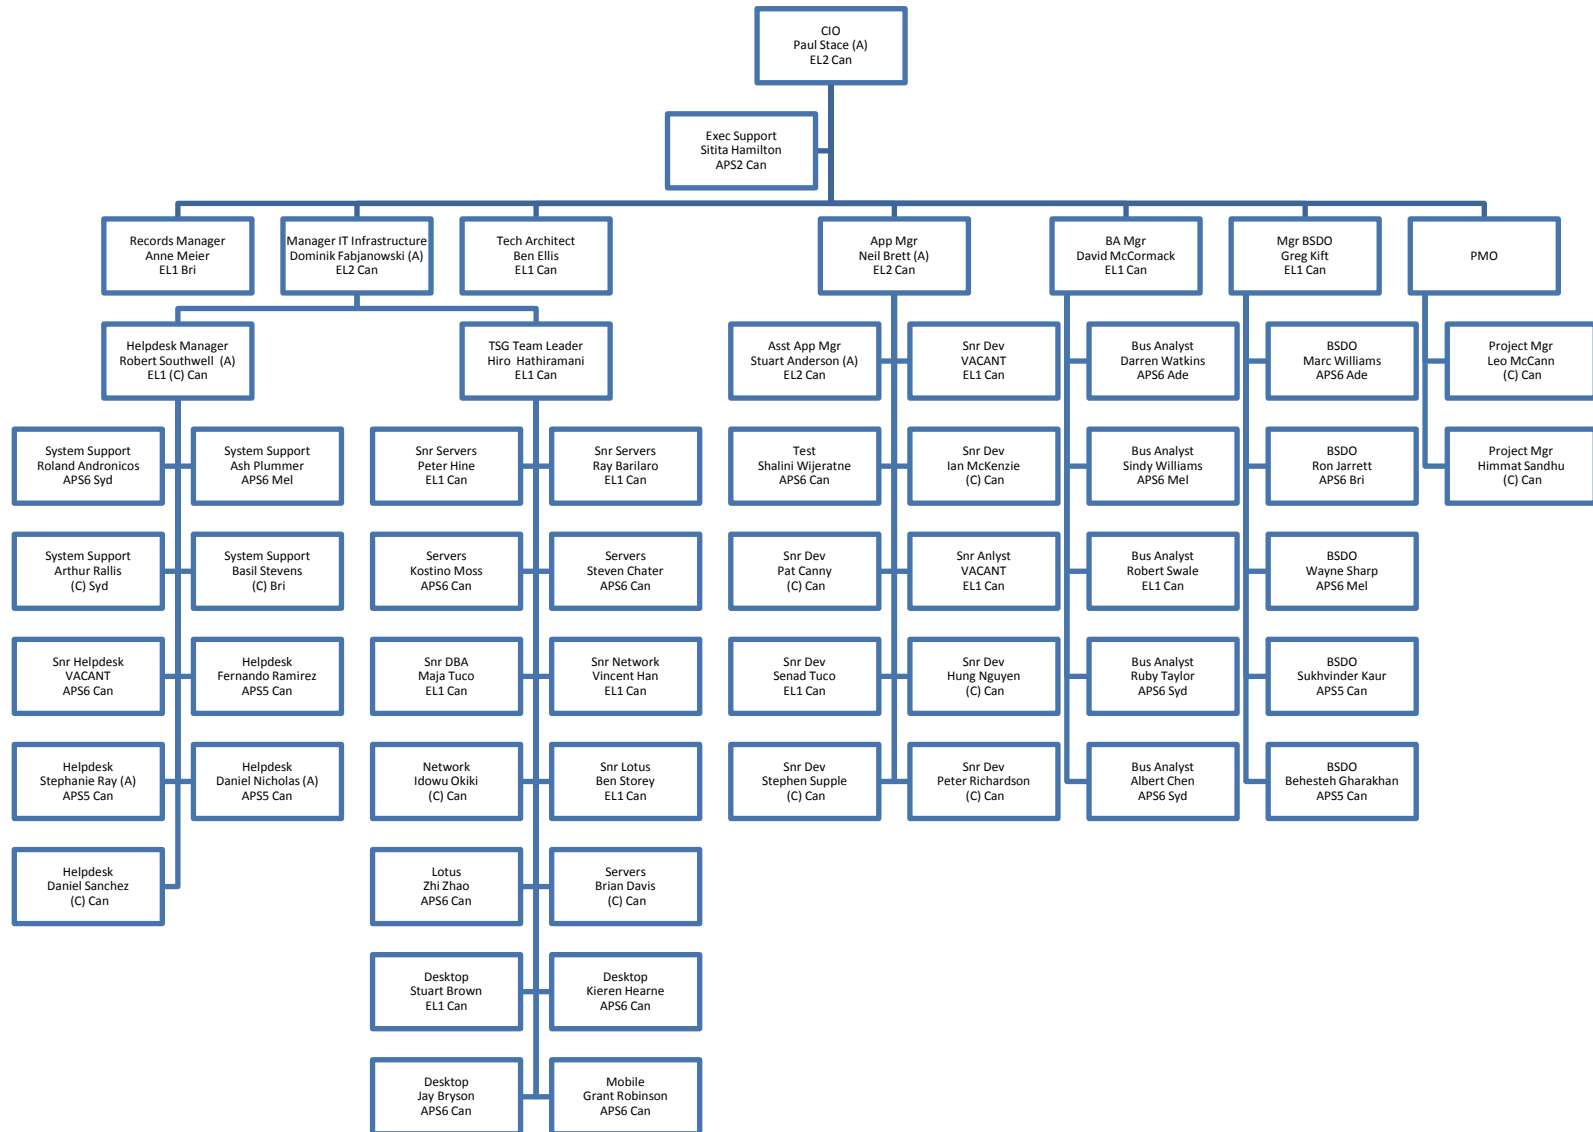 CIO
Paul Stace (A)
EL2 Can
Exec Support
Sitita Hamilton
APS2 Can
Records Manager
Anne Meier
EL1 Bri
Manager IT Infrastructure
Dominik Fabjanowski (A)
EL2 Can
Tech Architect
Ben Ellis
EL1 Can
App Mgr
Neil Brett (A)
EL2 Can
BA Mgr
David McCormack
EL1 Can
Mgr BSDO
Greg Kift
EL1 Can
PMO
Helpdesk Manager
Robert Southwell (A)
EL1 (C) Can
TSG Team Leader
Hiro Hathiramani
EL1 Can
Asst App Mgr
Stuart Anderson (A)
EL2 Can
Snr Dev
VACANT
EL1 Can
Bus Analyst
Darren Watkins
APS6 Ade
BSDO
Marc Williams
APS6 Ade
Project Mgr
Leo McCann
(C) Can
System Support
Roland Andronicos
APS6 Syd
System Support
Ash Plummer
APS6 Mel
Snr Servers
Peter Hine
EL1 Can
Snr Servers
Ray Barilaro
EL1 Can
Test
Shalini Wijeratne
APS6 Can
Snr Dev
Ian McKenzie
(C) Can
Bus Analyst
Sindy Williams
APS6 Mel
BSDO
Ron Jarrett
APS6 Bri
Project Mgr
Himmat Sandhu
(C) Can
System Support
Arthur Rallis
(C) Syd
System Support
Basil Stevens
(C) Bri
Servers
Kostino Moss
APS6 Can
Servers
Steven Chater
APS6 Can
Snr Dev
Pat Canny
(C) Can
Snr Anlyst
VACANT
EL1 Can
Bus Analyst
Robert Swale
EL1 Can
BSDO
Wayne Sharp
APS6 Mel
Snr Helpdesk
VACANT
APS6 Can
Helpdesk
Fernando Ramirez
APS5 Can
Snr DBA
Maja Tuco
EL1 Can
Snr Network
Vincent Han
EL1 Can
Snr Dev
Senad Tuco
EL1 Can
Snr Dev
Hung Nguyen
(C) Can
Bus Analyst
Ruby Taylor
APS6 Syd
BSDO
Sukhvinder Kaur
APS5 Can
Helpdesk
Stephanie Ray (A)
APS5 Can
Helpdesk
Daniel Nicholas (A)
APS5 Can
Network
Idowu Okiki
(C) Can
Snr Lotus
Ben Storey
EL1 Can
Snr Dev
Stephen Supple
(C) Can
Snr Dev
Peter Richardson
(C) Can
Bus Analyst
Albert Chen
APS6 Syd
BSDO
Behesteh Gharakhan
APS5 Can
Helpdesk
Daniel Sanchez
(C) Can
Lotus
Zhi Zhao
APS6 Can
Servers
Brian Davis
(C) Can
Desktop
Stuart Brown
EL1 Can
Desktop
Kieren Hearne
APS6 Can
Desktop
Jay Bryson
APS6 Can
Mobile
Grant Robinson
APS6 Can